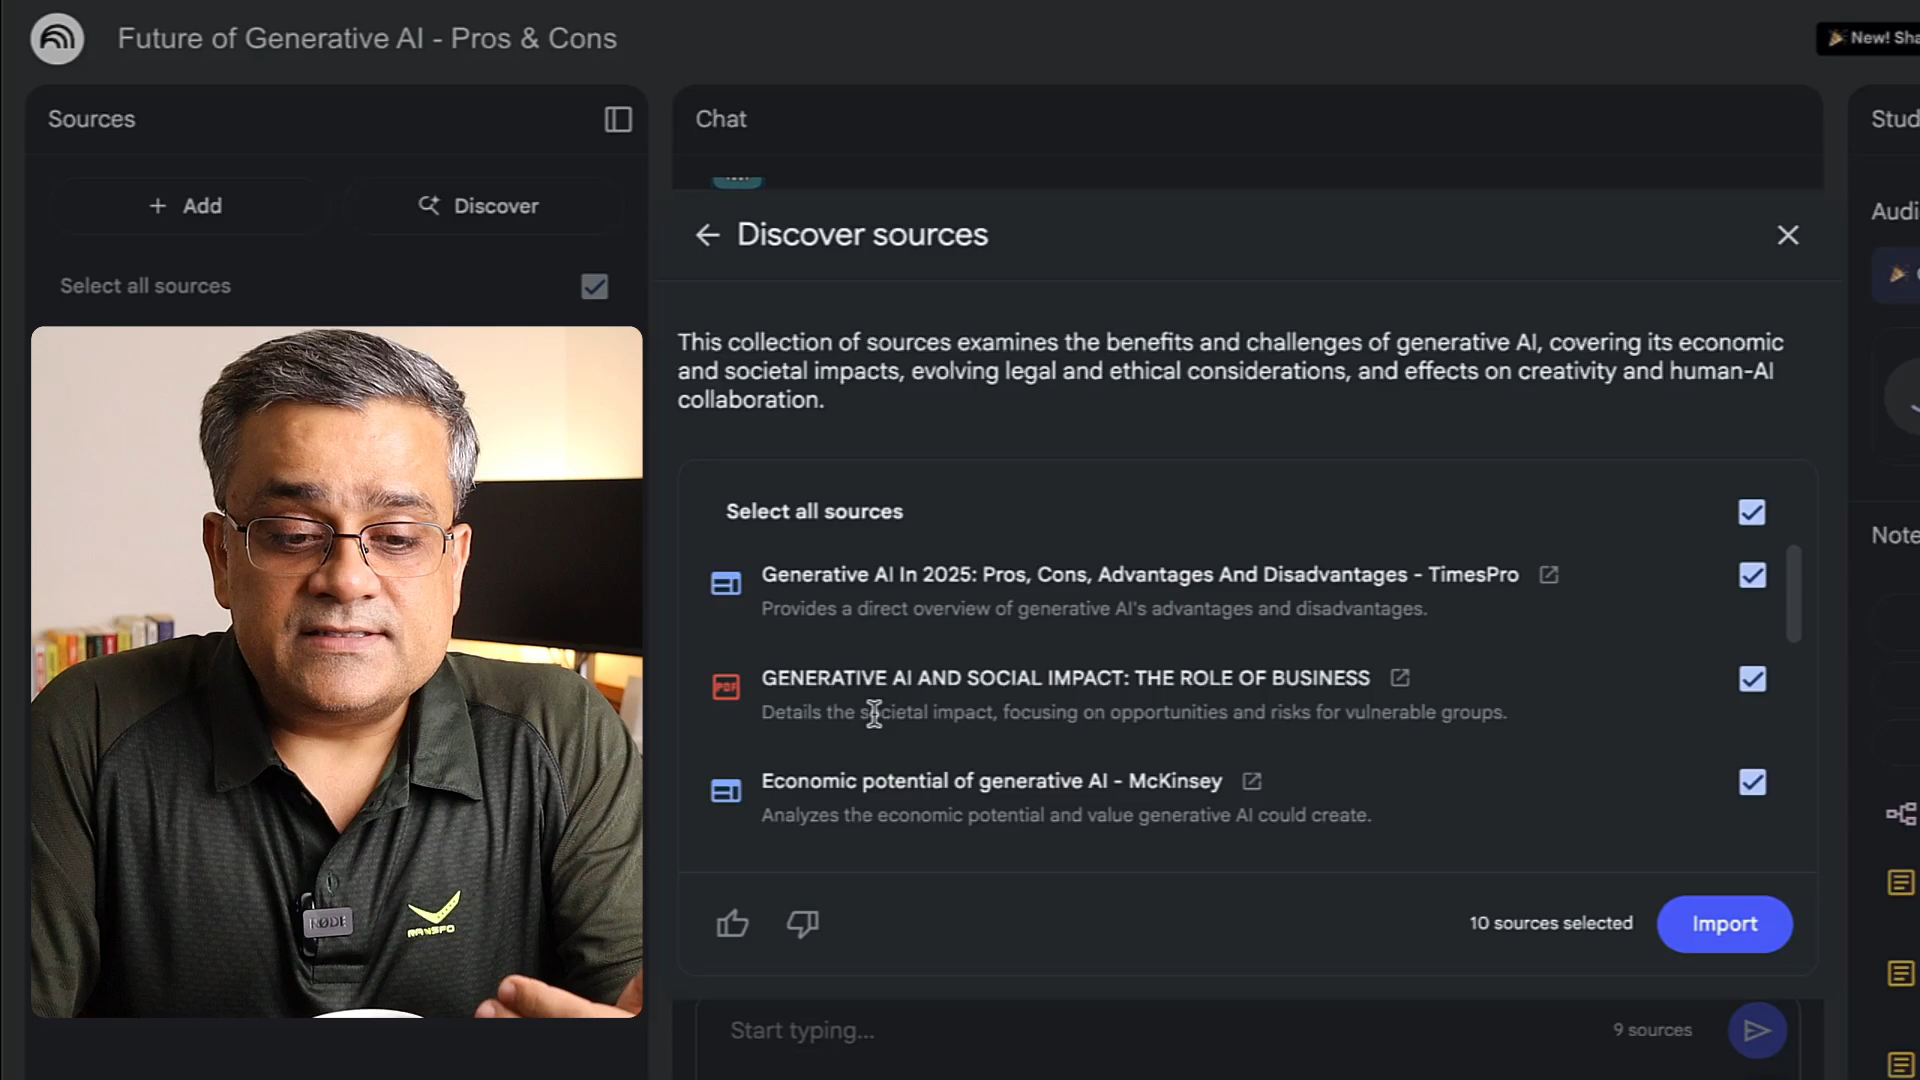 Future of Generative AI - Pros & Cons
New! Sha
Sources
Chat
Stud
+ Add
Discover
Audi
Discover sources
Select all sources
This collection of sources examines the benefits and challenges of generative AI, covering its economic
and societal impacts, evolving legal and ethical considerations, and effects on creativity and human-AI
collaboration.
Select all sources
Note
Generative AI In 2025: Pros, Cons, Advantages And Disadvantages - TimesPro
Provides a direct overview of generative AI's advantages and disadvantages.
PDF
GENERATIVE AI AND SOCIAL IMPACT: THE ROLE OF BUSINESS
Details the societal impact, focusing on opportunities and risks for vulnerable groups.
Economic potential of generative AI - McKinsey
Analyzes the economic potential and value generative AI could create.
RØDE
10 sources selected
Import
Start typing...
9 sources